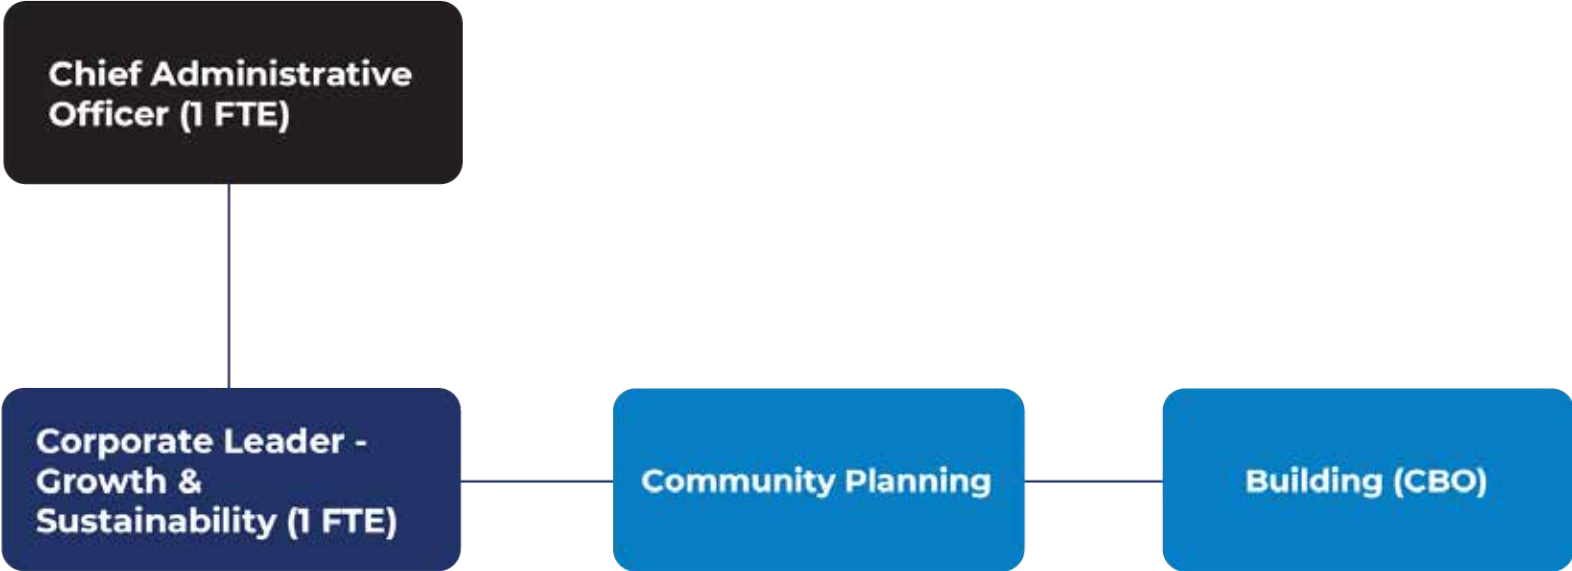 Chief Administrative
Officer (1 FTE)
Corporate Leader -
Growth &
Sustainability (1 FTE)
Community Planning
Building (CBO)